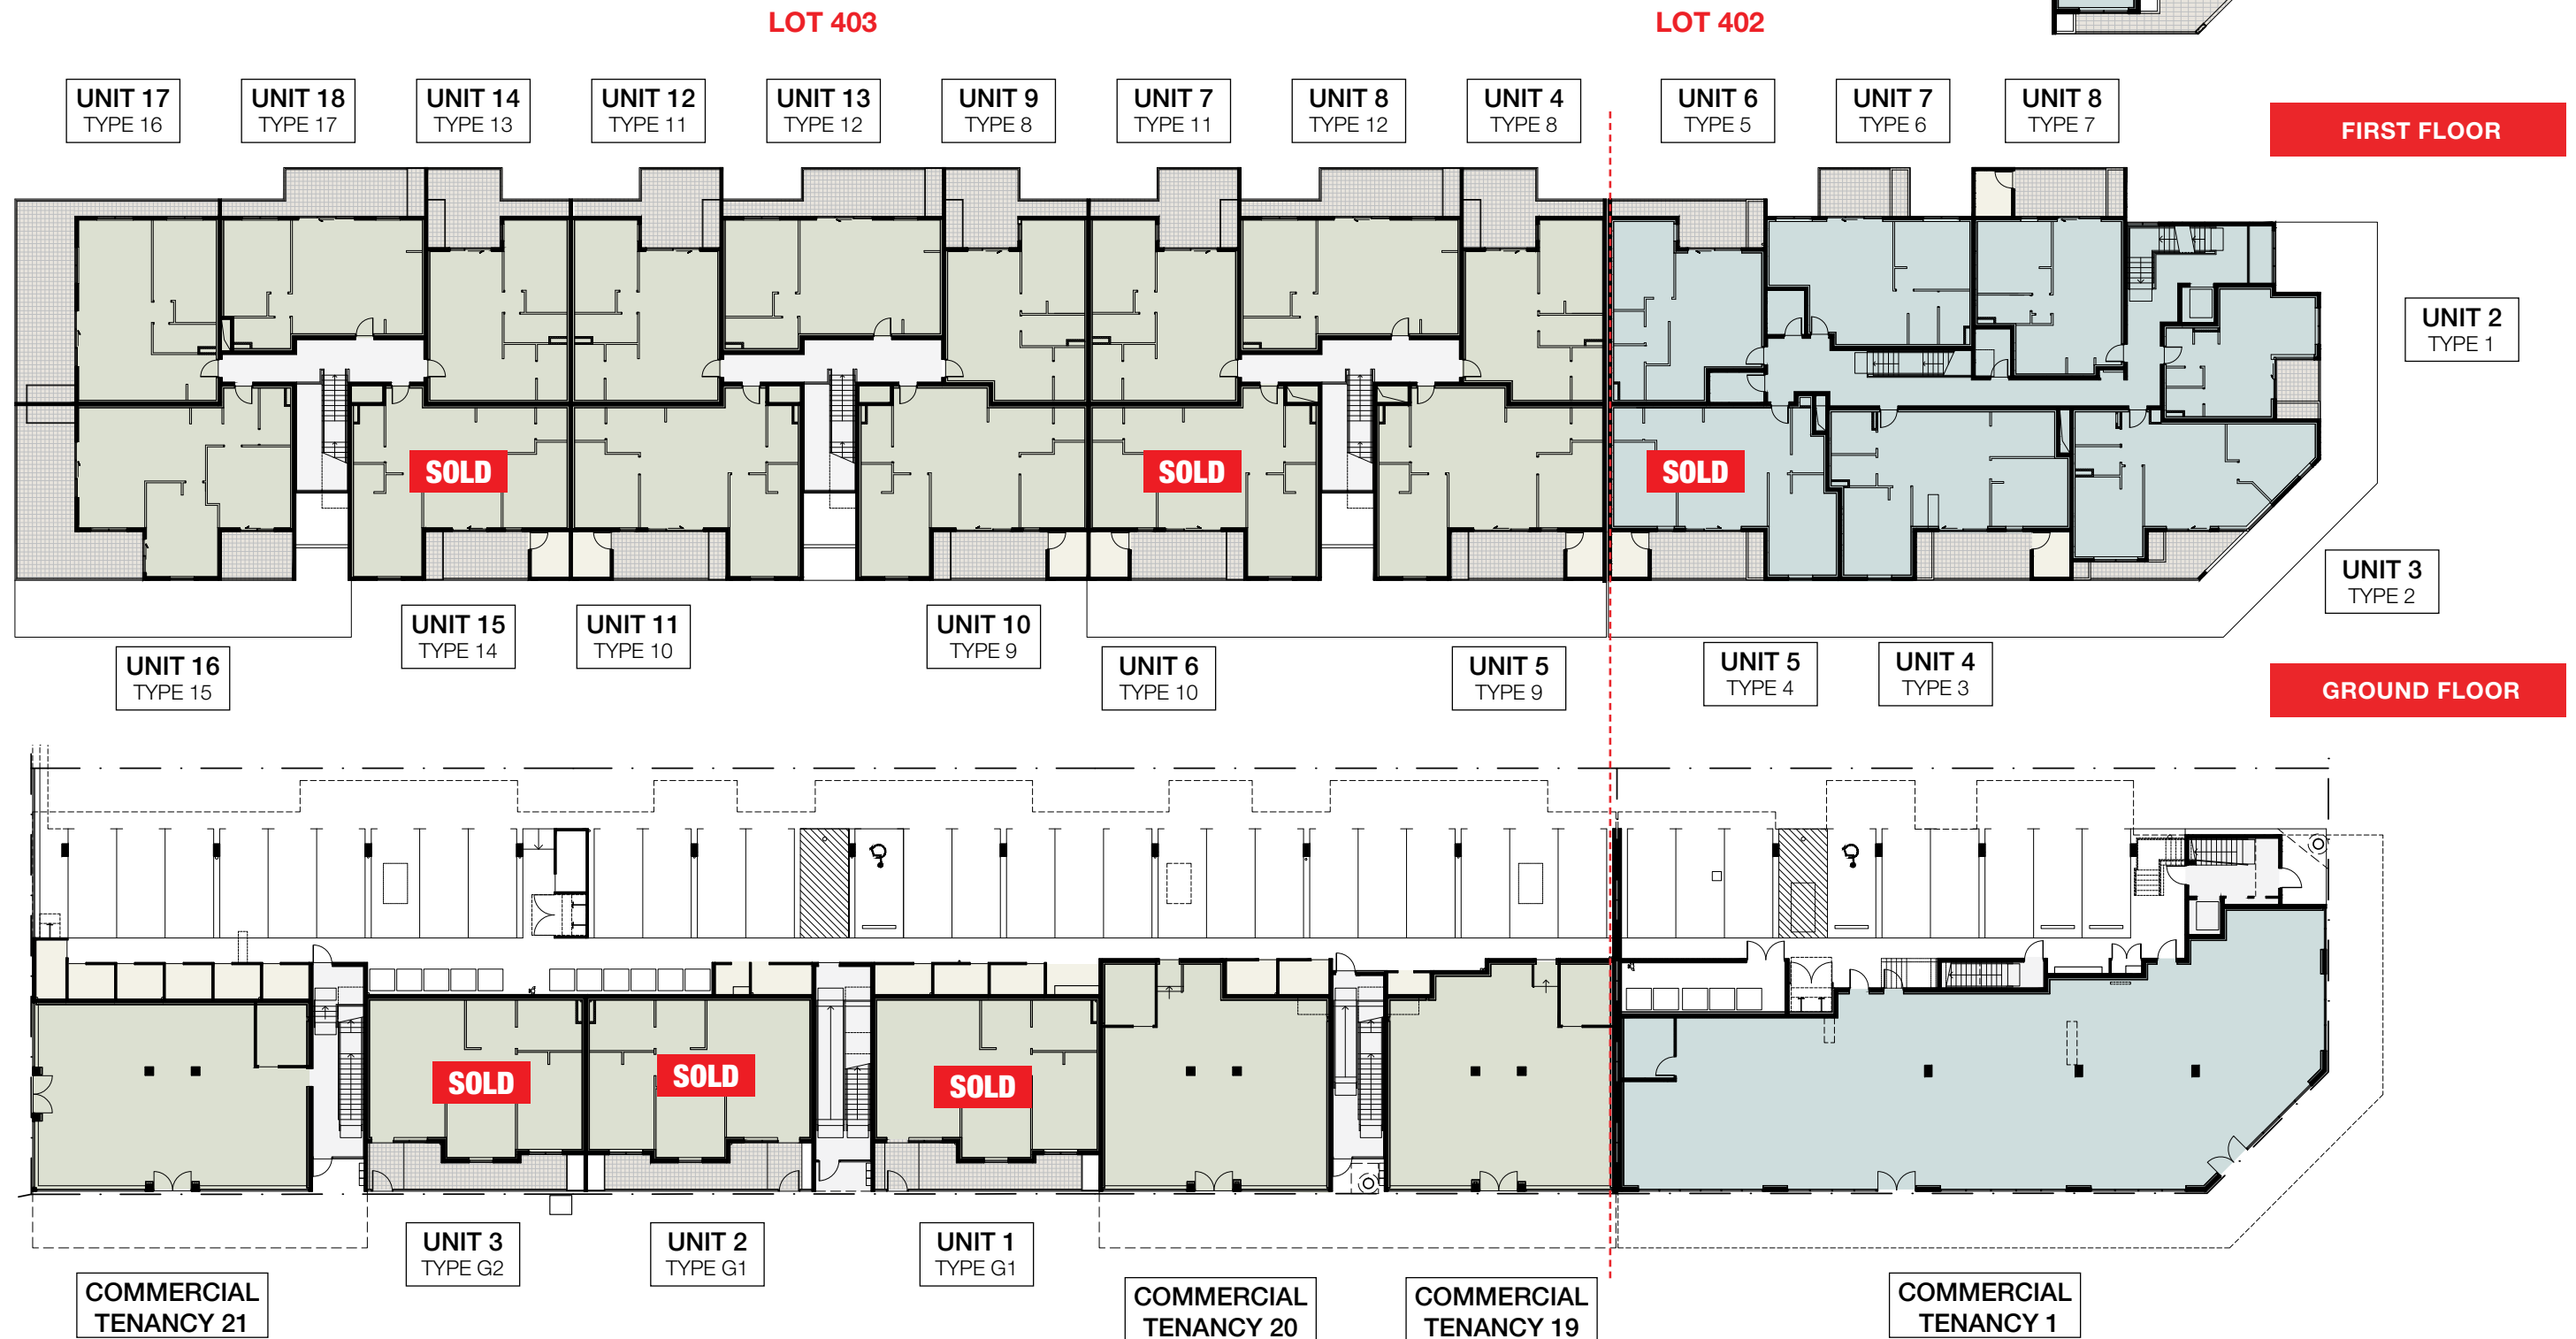 LOT 403
LOT 402
UNIT 17
TYPE 16
UNIT 18
TYPE 17
UNIT 14
TYPE 13
UNIT 12
TYPE 11
UNIT 13
TYPE 12
UNIT 9
TYPE 8
UNIT 7
TYPE 11
UNIT 8
TYPE 12
UNIT 4
TYPE 8
UNIT 6
TYPE 5
UNIT 7
TYPE 6
UNIT 8
TYPE 7
FIRST FLOOR
UNIT 2
TYPE 1
SOLD
SOLD
SOLD
UNIT 3
TYPE 2
UNIT 16
TYPE 15
UNIT 15
TYPE 14
UNIT 11
TYPE 10
UNIT 10
TYPE 9
UNIT 6
TYPE 10
UNIT 5
TYPE 9
UNIT 5
TYPE 4
UNIT 4
TYPE 3
GROUND FLOOR
SOLD
SOLD
SOLD
UNIT 3
TYPE G2
UNIT 2
TYPE G1
UNIT 1
TYPE G1
COMMERCIAL
TENANCY 21
COMMERCIAL
TENANCY 20
COMMERCIAL
TENANCY 19
COMMERCIAL
TENANCY 1